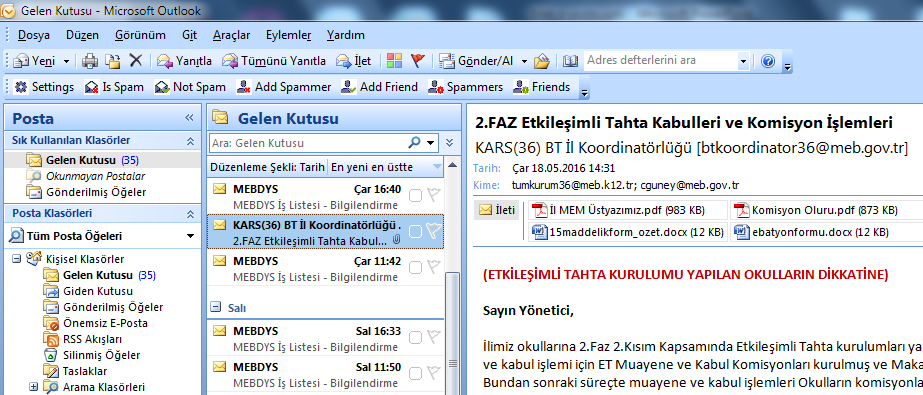 Gelen Kutusu - Microsoft Outlook
Dosya Düzen Görünüm Git Araçlar Eylemler Yardım
Yeni Yanıtla Tümünü Yanıtla İlet Gönder/Al Adres defterlerini ara
Settings Is Spam Not Spam Add Spammer Add Friend Spammers Friends
Posta
Sık Kullanılan Klasörler
Gelen Kutusu (35)
Okunmayan Postalar
Gönderilmiş Öğeler
Posta Klasörleri
Tüm Posta Öğeleri
Kişisel Klasörler
Gelen Kutusu (35)
Giden Kutusu
Gönderilmiş Öğeler
Önemsiz E-Posta
RSS Akışları
Silinmiş Öğeler
Taslaklar
Arama Klasörleri
Gelen Kutusu
Ara: Gelen Kutusu
Düzenleme Şekli: Tarih En yeni en üstte
MEBDYS Çar 16:40
MEBDYS İş Listesi - Bilgilendirme
KARS(36) BT İl Koordinatörlüğü .
2.FAZ Etkileşimli Tahta Kabul...
MEBDYS Çar 11:42
MEBDYS İş Listesi - Bilgilendirme
Salı
MEBDYS Sal 16:33
MEBDYS İş Listesi - Bilgilendirme
MEBDYS Sal 11:50
MEBDYS İş Listesi - Bilgilendirme
2.FAZ Etkileşimli Tahta Kabulleri ve Komisyon İşlemleri
KARS(36) BT İl Koordinatörlüğü [btkoordinator36@meb.gov.tr]
Tarih: Çar 18.05.2016 14:31
Kime: tumkurum36@meb.k12.tr; cguney@meb.gov.tr
İleti İl MEM Üstyazımız.pdf (983 KB) Komisyon Oluru.pdf (873 KB)
15maddelikform_ozet.docx (12 KB) ebatyonformu.docx (12 KB)
(ETKİLEŞİMLİ TAHTA KURULUMU YAPILAN OKULLARIN DİKKATİNE)
Sayın Yönetici,
İlimiz okullarına 2.Faz 2.Kısım Kapsamında Etkileşimli Tahta kurulumları ya
ve kabul işlemi için ET Muayene ve Kabul Komisyonları kurulmuş ve Maka
Bundan sonraki süreçte muayene ve kabul işlemleri Okulların komisyonla